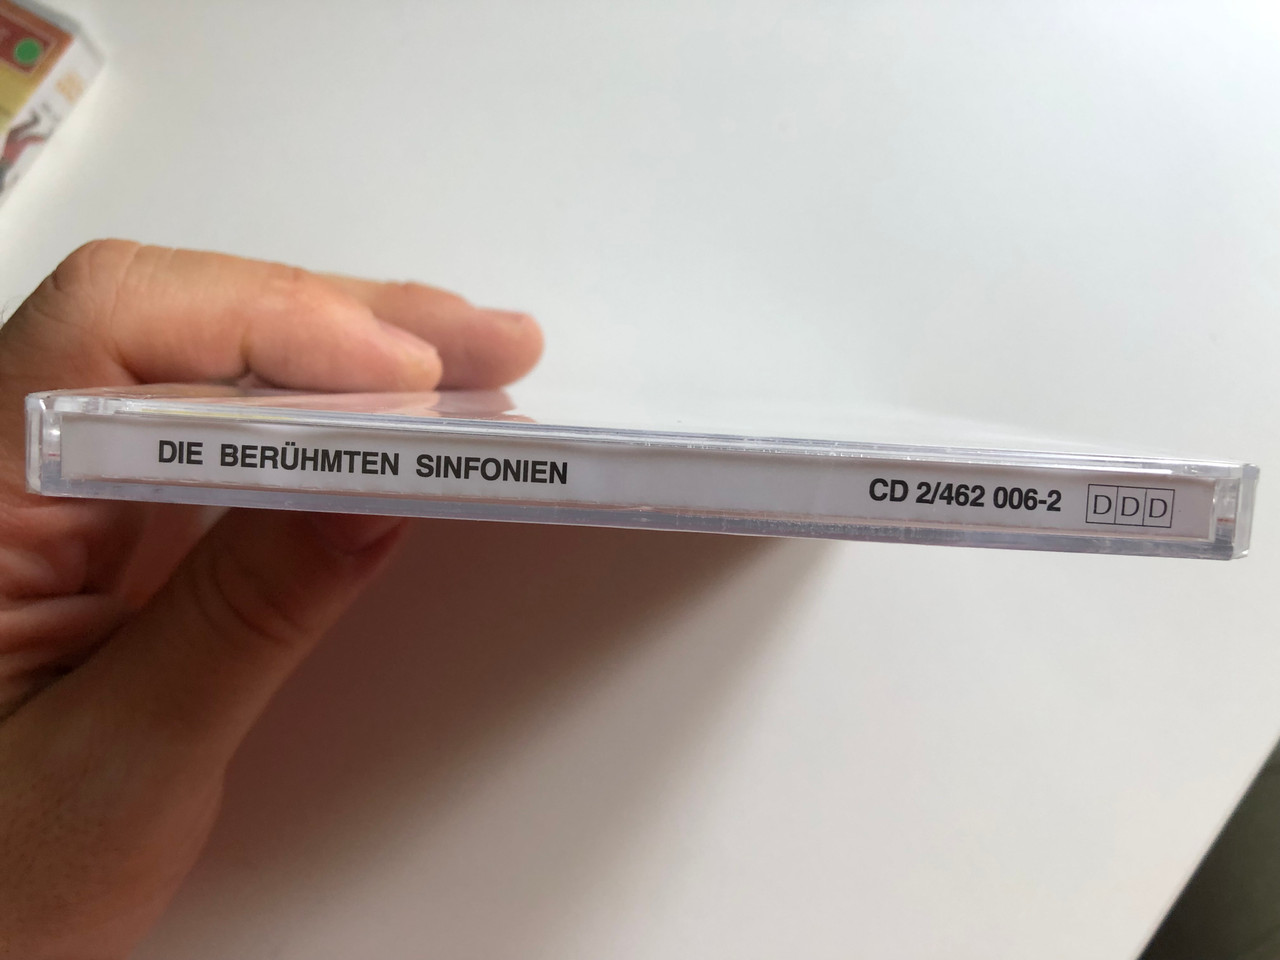 DIE BERÜHMTEN SINFONIEN CD 2/462 006-2 DDD